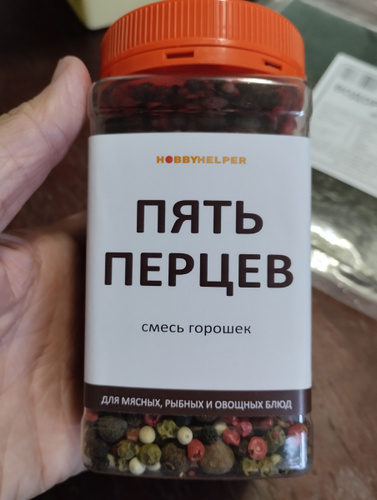 HOBBYHELPER
ПЯТЬ
ПЕРЦЕВ
смесь горошек
ДЛЯ МЯСНЫХ, РЫБНЫХ И ОВОЩНЫХ БЛЮД